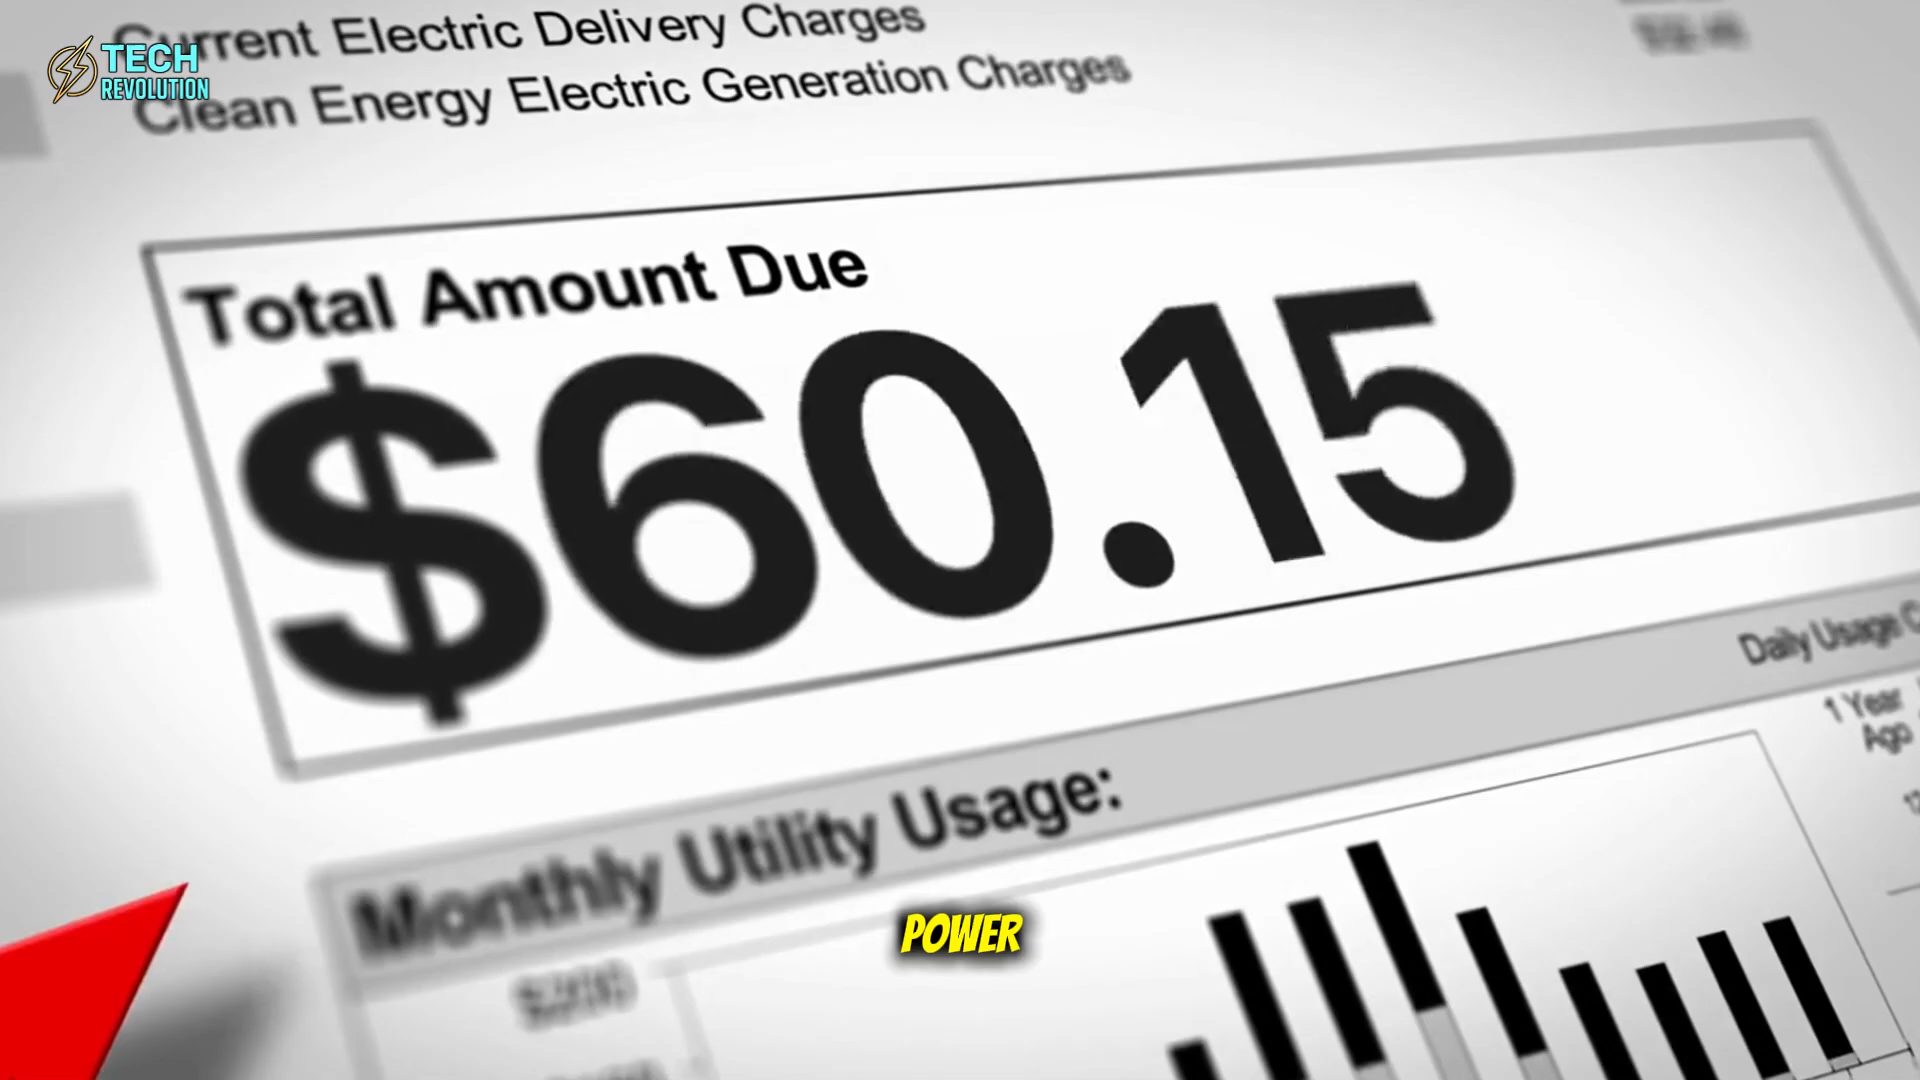 TECH
REVOLUTION
Current Electric Delivery Charges
Clean Energy Electric Generation Charges
Total Amount Due
$60.15
Monthly Utility Usage:
Daily Usage
1 Year
Ago
POWER